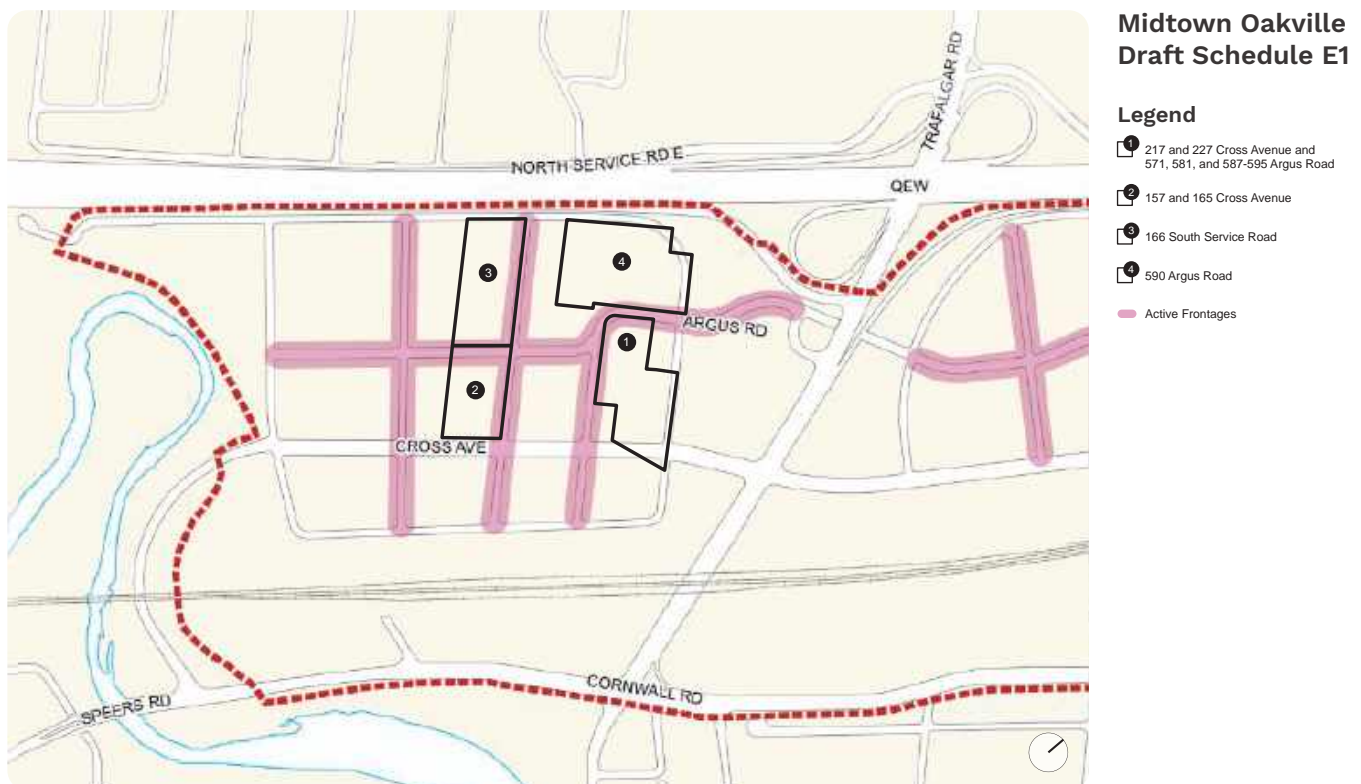 Midtown Oakville
Draft Schedule E1
Legend
1 217 and 227 Cross Avenue and
571, 581, and 587-595 Argus Road
2 157 and 165 Cross Avenue
3 166 South Service Road
4 590 Argus Road
Active Frontages
TRAFALGAR RD
NORTH SERVICE RD E
QEW
3
4
ARGUS RD
1
2
CROSS AVE
CORNWALL RD
SPEERS RD